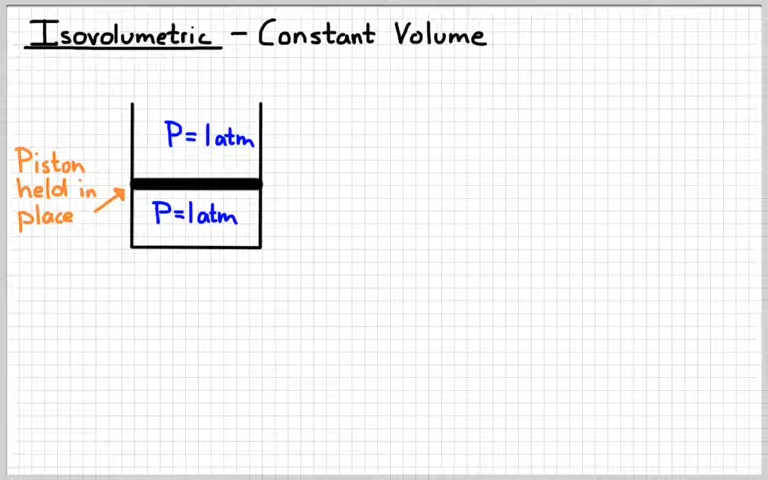 Isovolumetric - Constant Volume
P=1atm
Piston
held in
place
P=1atm